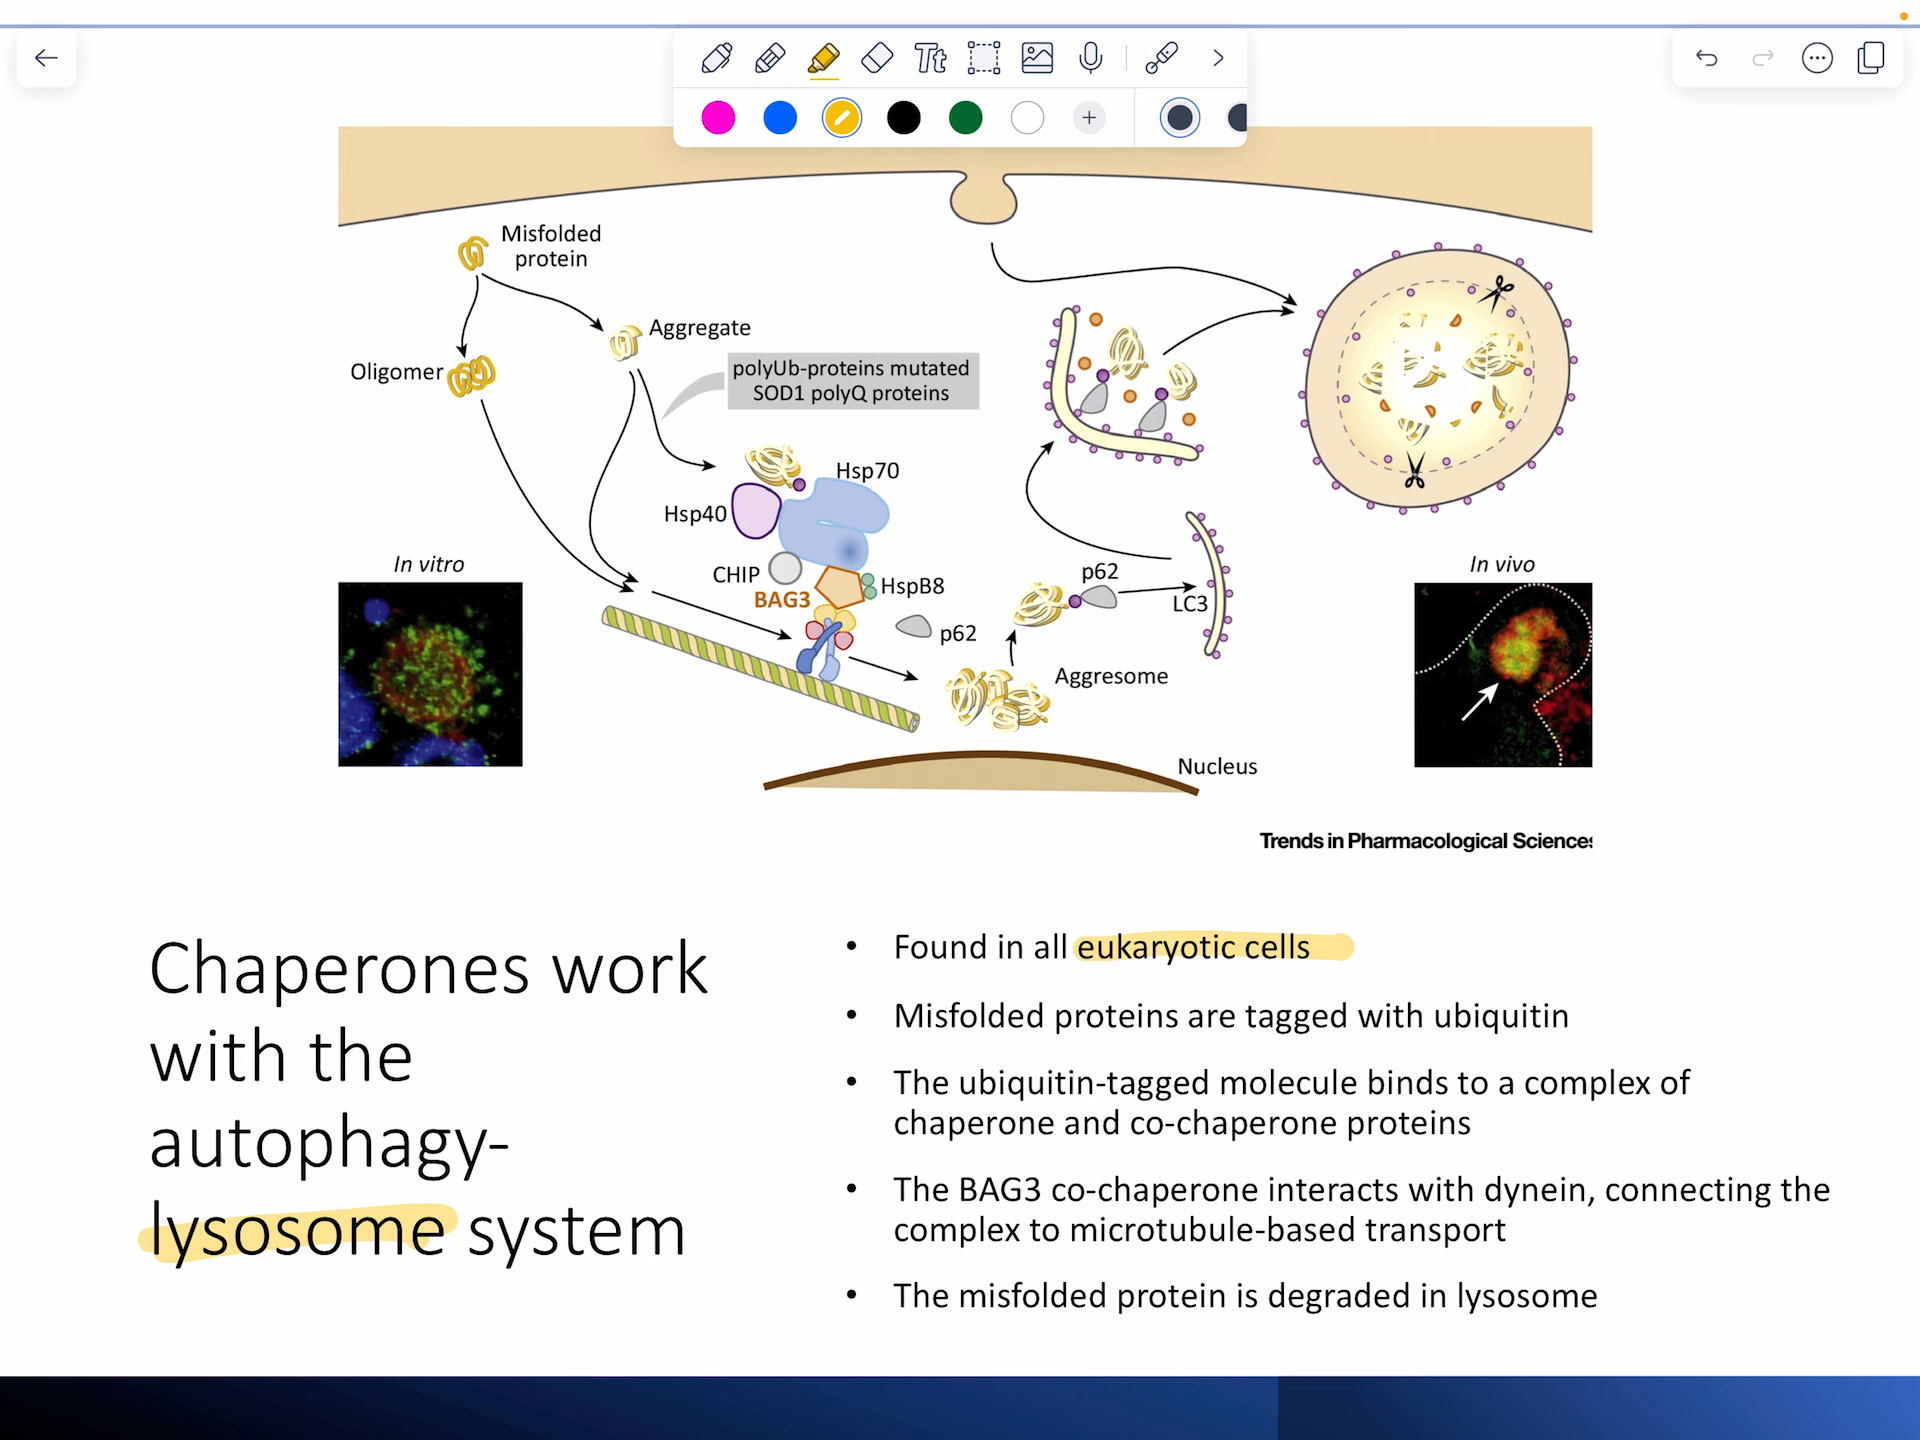 Tt
Misfolded
protein
Aggregate
Oligomer
polyUb-proteins mutated
SOD1 polyQ proteins
Hsp70
Hsp40
In vitro
CHIP
BAG3
HspB8
p62
p62
LC3
In vivo
Aggresome
Nucleus
Trends in Pharmacological Sciences
Chaperones work
with the
autophagy-
lysosome system
• Found in all eukaryotic cells
• Misfolded proteins are tagged with ubiquitin
• The ubiquitin-tagged molecule binds to a complex of
chaperone and co-chaperone proteins
• The BAG3 co-chaperone interacts with dynein, connecting the
complex to microtubule-based transport
• The misfolded protein is degraded in lysosome